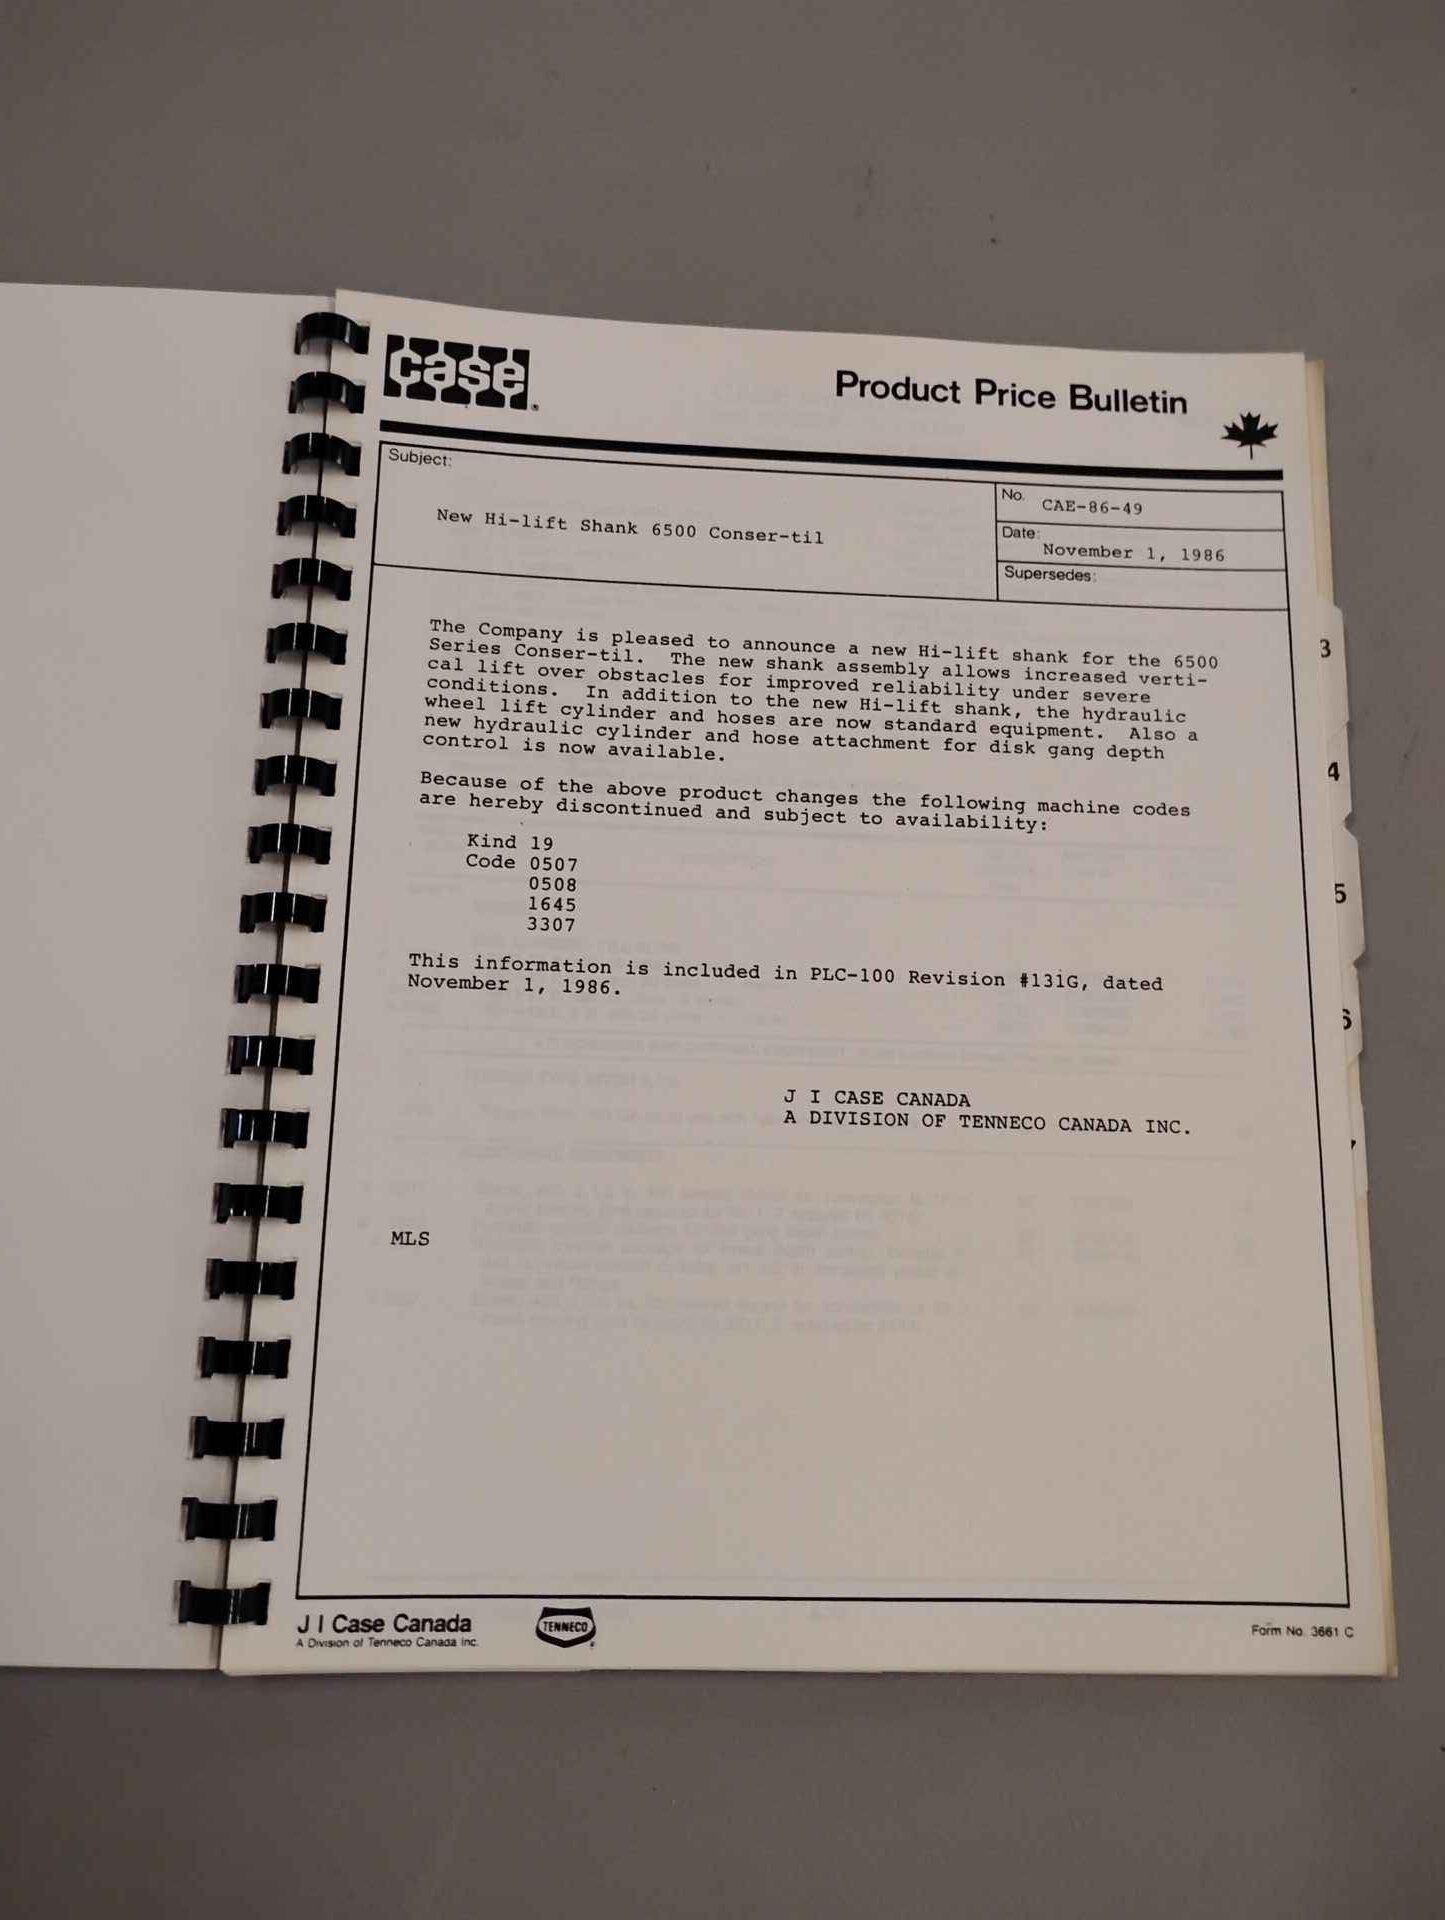 case
Product Price Bulletin
Subject:
New Hi-lift Shank 6500 Conser-til
No. CAE-86-49
Date:
November 1, 1986
Supersedes:
The Company is pleased to announce a new Hi-lift shank for the 6500
Series Conser-til. The new shank assembly allows increased verti-
cal lift over obstacles for improved reliability under severe
conditions. In addition to the new Hi-lift shank, the hydraulic
wheel lift cylinder and hoses are now standard equipment. Also a
new hydraulic cylinder and hose attachment for disk gang depth
control is now available.
Because of the above product changes the following machine codes
are hereby discontinued and subject to availability:
Kind 19
Code 0507
0508
1645
3307
This information is included in PLC-100 Revision #131G, dated
November 1, 1986.
J I CASE CANADA
A DIVISION OF TENNECO CANADA INC.
MLS
J I Case Canada
A Division of Tenneco Canada Inc.
TENNECO
Form No. 3661 C
3
4
5
6